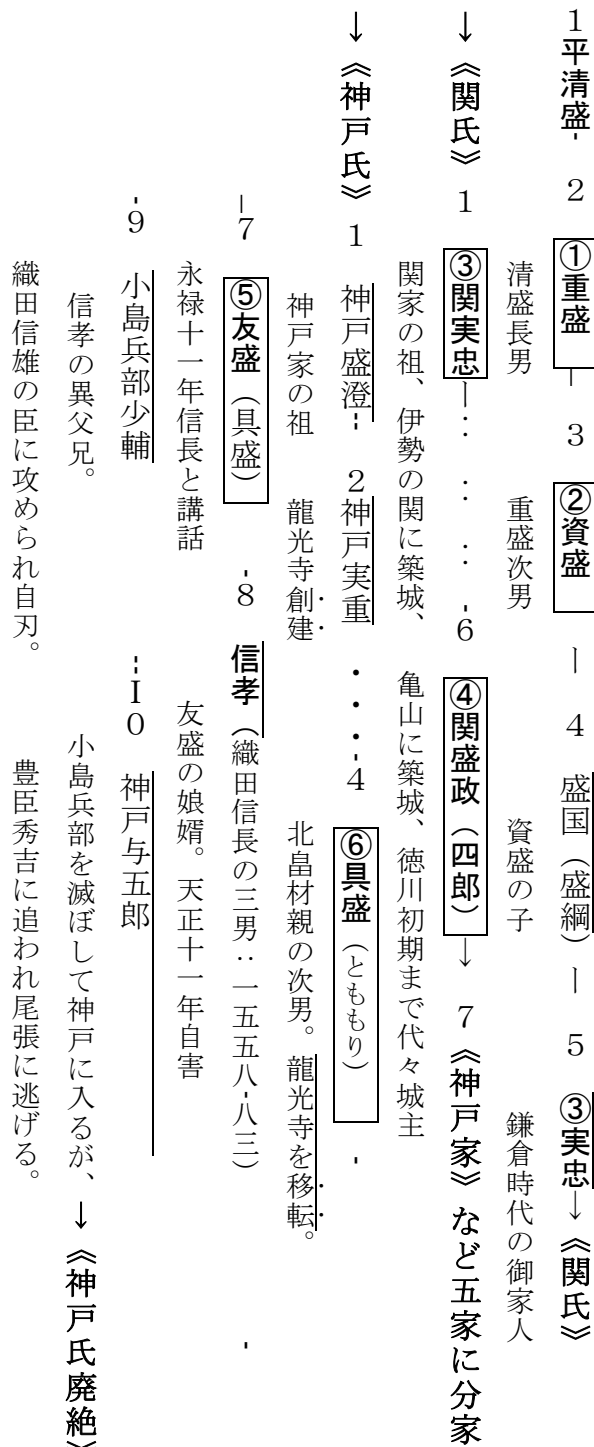 1平清盛- 2 ①重盛ー 3 ②資盛 ー 4 盛国（盛綱）ー 5 ③実忠→《関氏》
清盛長男 重盛次男 資盛の子 鎌倉時代の御家人
→《関氏》 1 ③関実忠ー‥ ‥ ‥ -6 ④関盛政（四郎）→ 7《神戸家》など五家に分家
関家の祖、伊勢の関に築城、 亀山に築城、徳川初期まで代々城主
→《神戸氏》 1 神戸盛澄-- 2神戸実重 ・・・-4 ⑥具盛（とももり） -
神戸家の祖 龍光寺創建 北畠材親の次男。龍光寺を移転。
ー7 ⑤友盛（具盛） -8 信孝（織田信長の三男：一五五八-八三） -
永禄十一年信長と講話 友盛の娘婿。天正十一年自害
-9 小島兵部少輔 --I0 神戸与五郎
信孝の異父兄。 小島兵部を滅ぼして神戸に入るが、→《神戸氏廃絶》
織田信雄の臣に攻められ自刃。 豊臣秀吉に追われ尾張に逃げる。